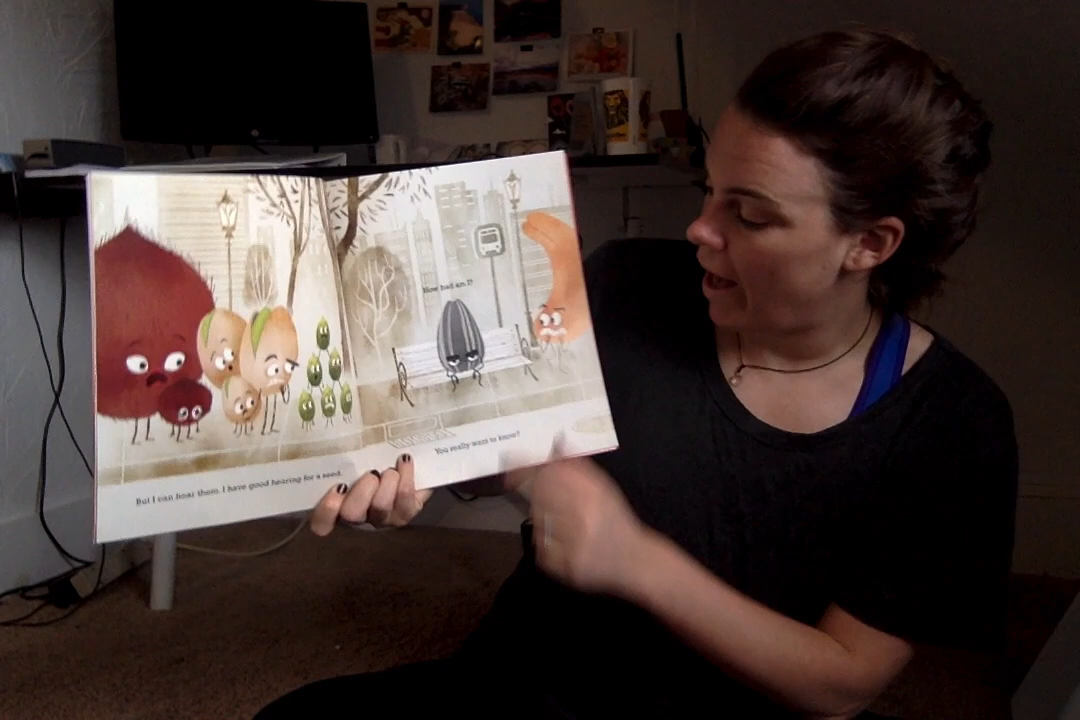 How bad am I?
But I can hear them. I have good hearing for a seed.
You really want to know?